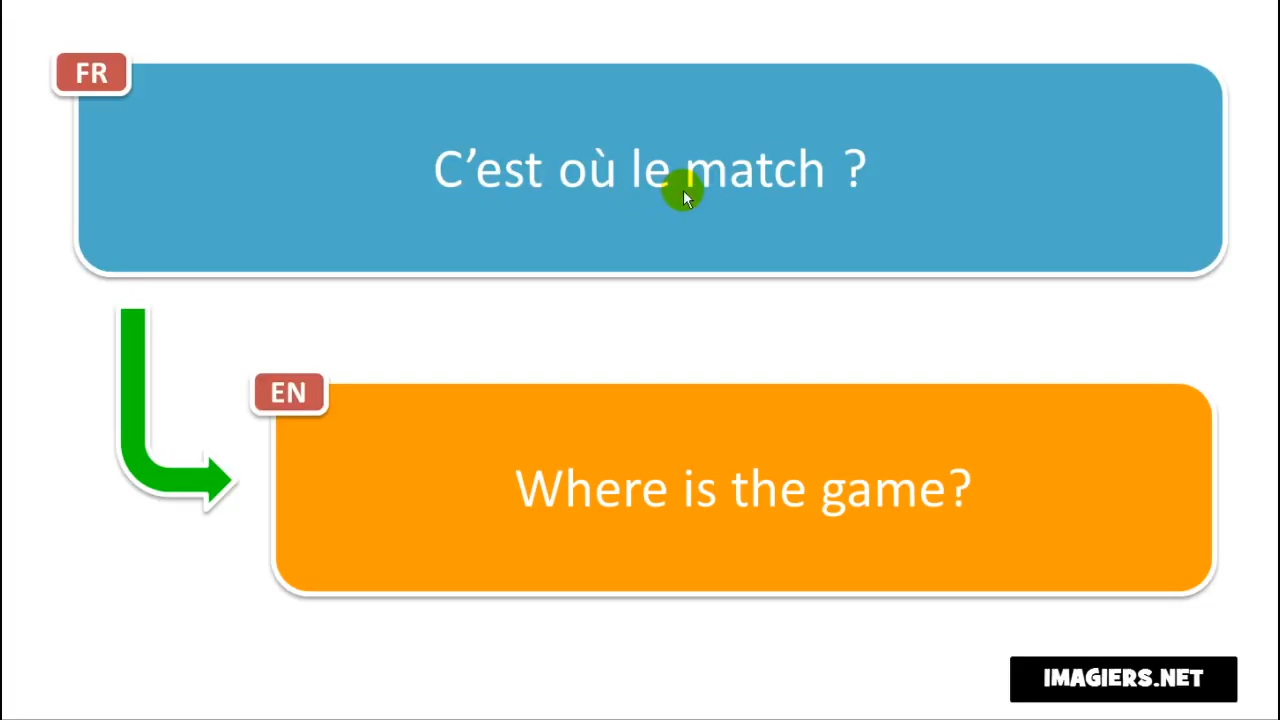 FR
C’est où le match ?
EN
Where is the game?
IMAGIERS.NET